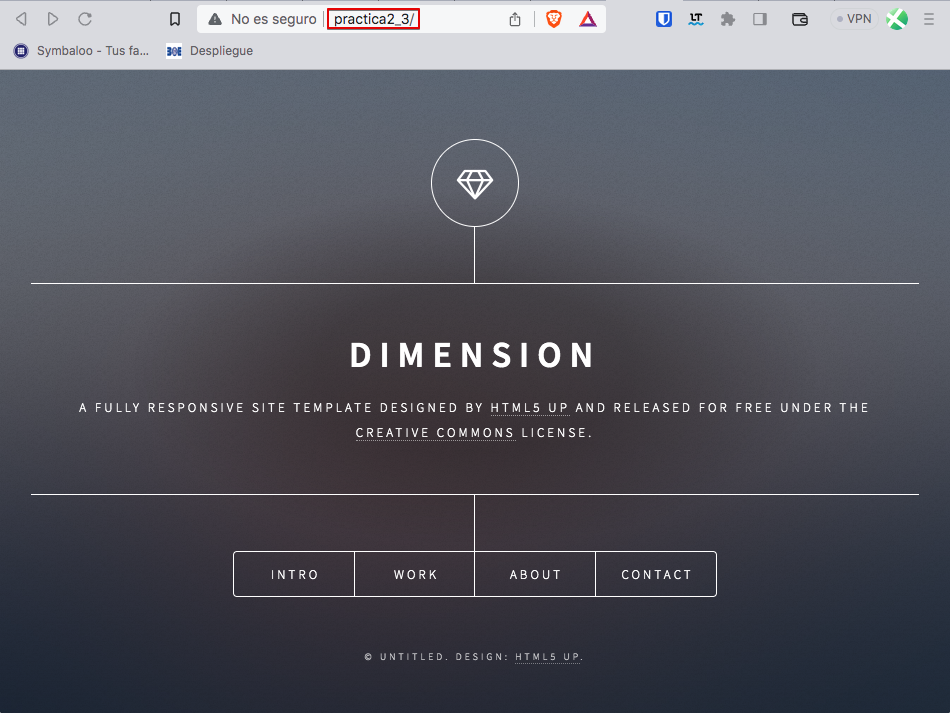 No es seguro practica2_3/
VPN
Symbaloo - Tus fa... Despliegue
DIMENSION
A FULLY RESPONSIVE SITE TEMPLATE DESIGNED BY HTML5 UP AND RELEASED FOR FREE UNDER THE
CREATIVE COMMONS LICENSE.
INTRO WORK ABOUT CONTACT
© UNTITLED. DESIGN: HTML5 UP.